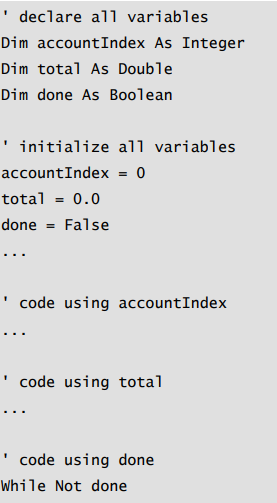 ' declare all variables
Dim accountIndex As Integer
Dim total As Double
Dim done As Boolean
' initialize all variables
accountIndex = 0
total = 0.0
done = False
...
' code using accountIndex
...
' code using total
...
' code using done
While Not done